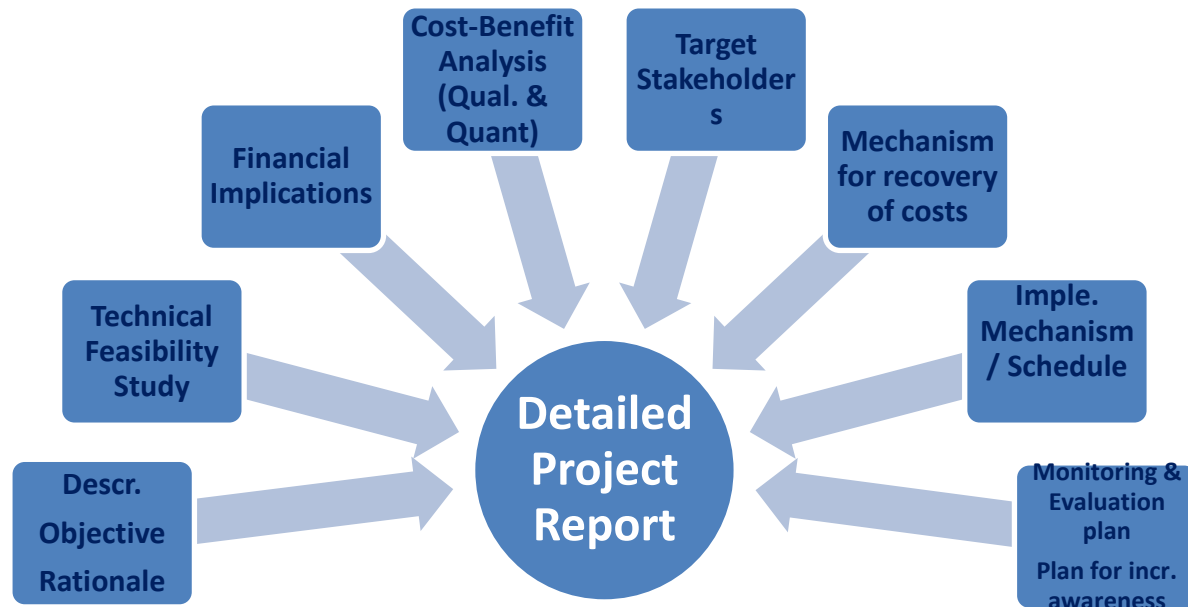 Descr.
Objective
Rationale
Technical
Feasibility
Study
Financial
Implications
Cost-Benefit
Analysis
(Qual. &
Quant)
Target
Stakeholder
s
Mechanism
for recovery
of costs
Imple.
Mechanism
/ Schedule
Monitoring &
Evaluation
plan
Plan for incr.
awareness
Detailed
Project
Report